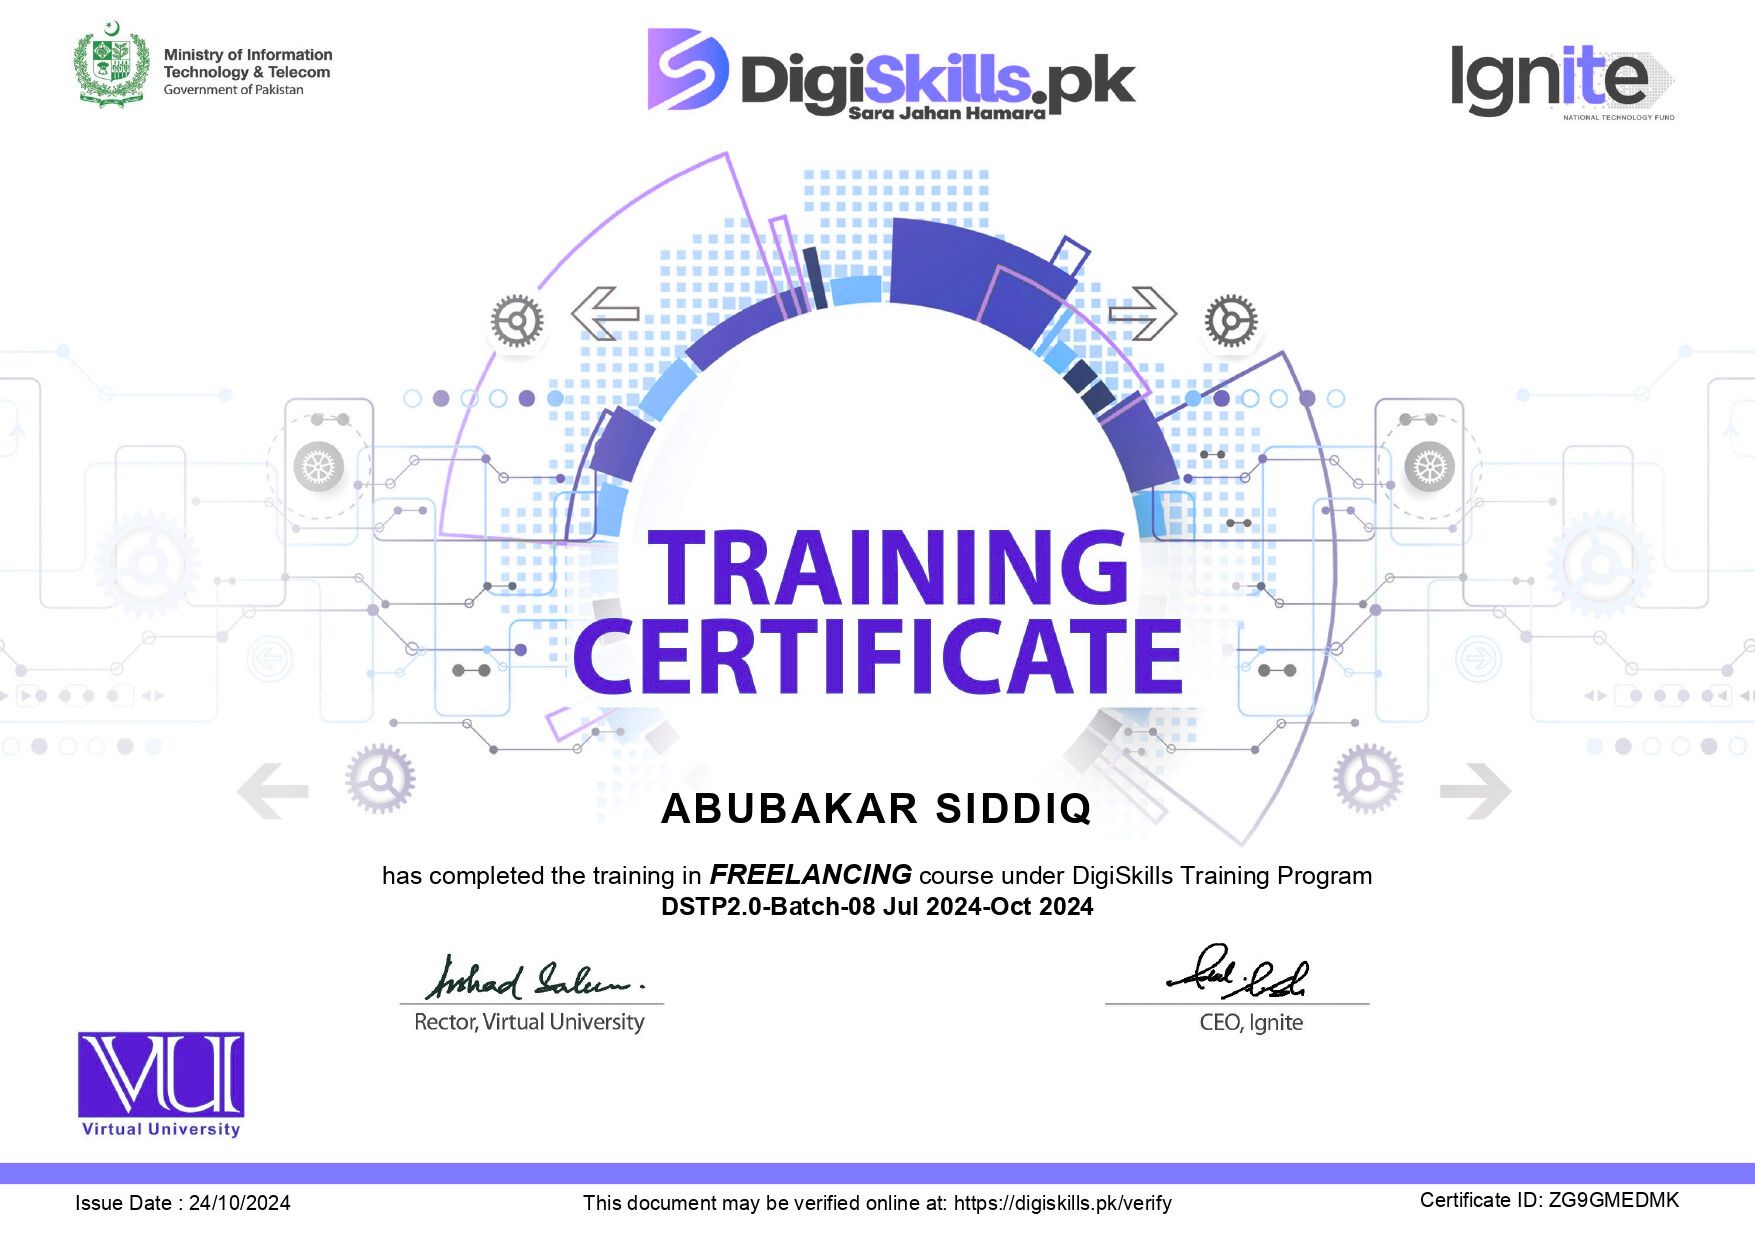 Ministry of Information
Technology & Telecom
Government of Pakistan
DigiSkills.pk
Sara Jahan Hamara
Ignite
NATIONAL TECHNOLOGY FUND
TRAINING
CERTIFICATE
ABUBAKAR SIDDIQ
has completed the training in FREELANCING course under DigiSkills Training Program
DSTP2.0-Batch-08 Jul 2024-Oct 2024
Rector, Virtual University
CEO, Ignite
VU
Virtual University
Issue Date : 24/10/2024
This document may be verified online at: https://digiskills.pk/verify
Certificate ID: ZG9GMEDMK